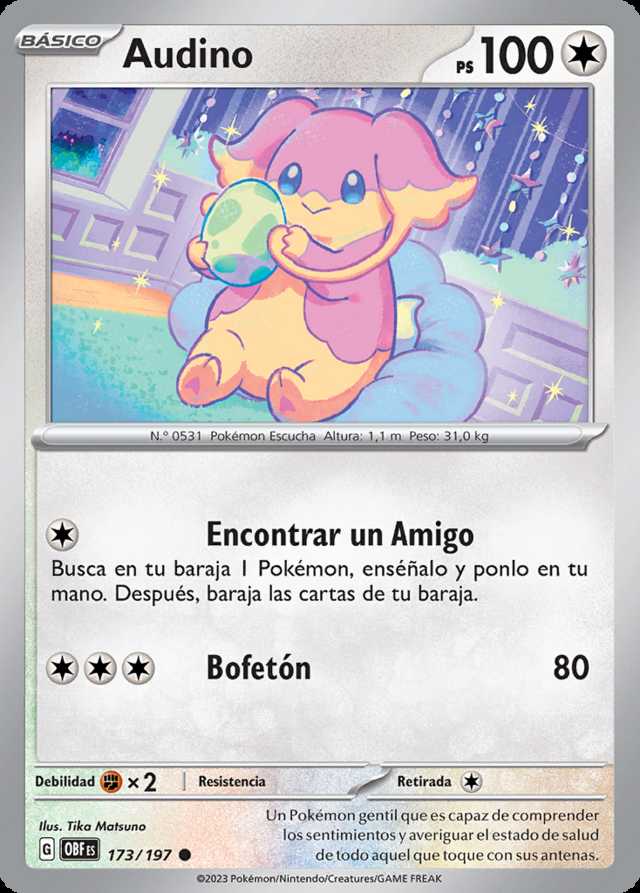 BÁSICO Audino PS 100
N.º 0531 Pokémon Escucha Altura: 1,1 m Peso: 31,0 kg
Encontrar un Amigo
Busca en tu baraja 1 Pokémon, enséñalo y ponlo en tu
mano. Después, baraja las cartas de tu baraja.
Bofetón 80
Debilidad ×2 Resistencia Retirada
Ilus. Tika Matsuno
G OBF ES 173/197
Un Pokémon gentil que es capaz de comprender
los sentimientos y averiguar el estado de salud
de todo aquel que toque con sus antenas.
©2023 Pokémon/Nintendo/Creatures/GAME FREAK